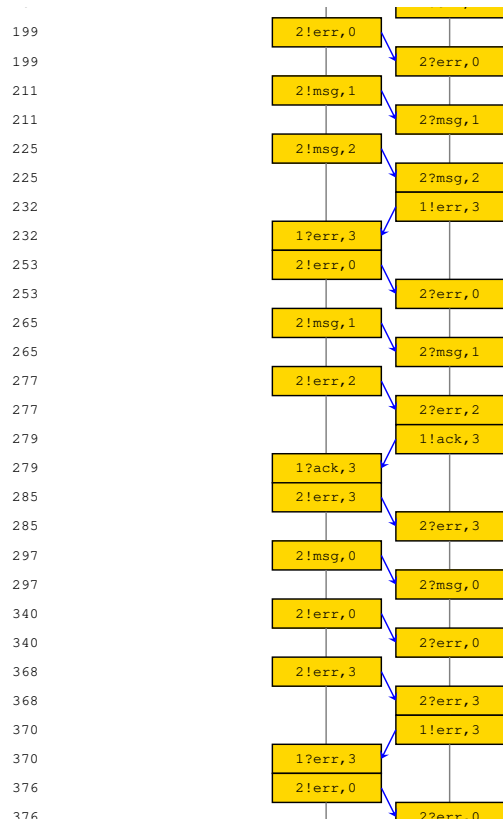 199 2!err,0
199 2?err,0
211 2!msg,1
211 2?msg,1
225 2!msg,2
225 2?msg,2
232 1!err,3
232 1?err,3
253 2!err,0
253 2?err,0
265 2!msg,1
265 2?msg,1
277 2!err,2
277 2?err,2
279 1!ack,3
279 1?ack,3
285 2!err,3
285 2?err,3
297 2!msg,0
297 2?msg,0
340 2!err,0
340 2?err,0
368 2!err,3
368 2?err,3
370 1!err,3
370 1?err,3
376 2!err,0
376 2?err,0